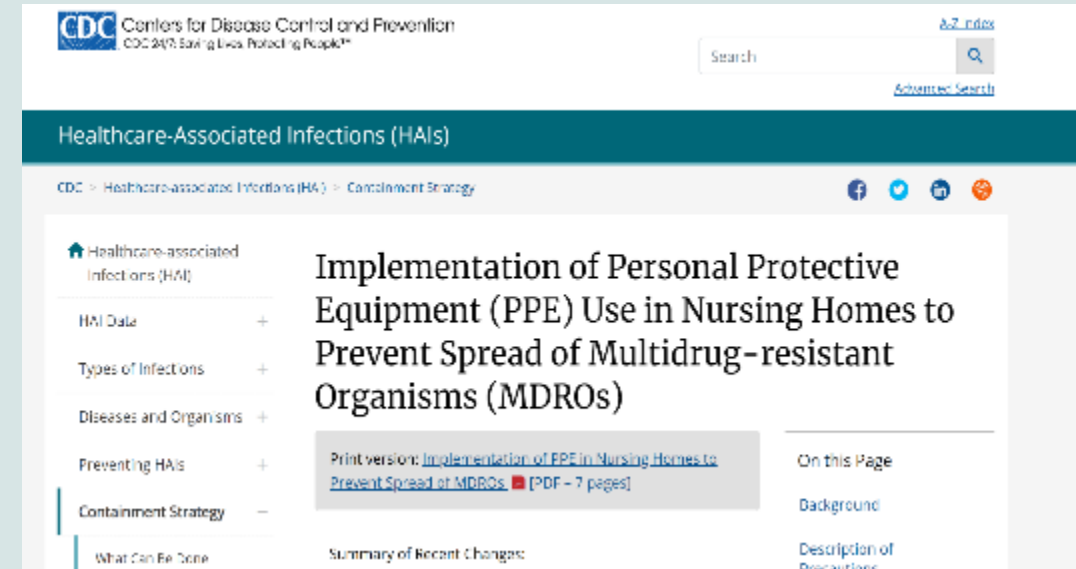 CDC Centers for Disease Control and Prevention
CDC 24/7: Saving Lives, Protecting People™
A-Z Index
Search
Advanced Search
Healthcare-Associated Infections (HAIs)
CDC > Healthcare-associated Infections (HAI) > Containment Strategy
Healthcare-associated
Infections (HAI)
HAI Data +
Types of Infections +
Diseases and Organisms +
Preventing HAIs +
Containment Strategy −
What Can Be Done
Implementation of Personal Protective
Equipment (PPE) Use in Nursing Homes to
Prevent Spread of Multidrug-resistant
Organisms (MDROs)
Print version: Implementation of PPE in Nursing Homes to
Prevent Spread of MDROs [PDF – 7 pages]
Summary of Recent Changes:
On this Page
Background
Description of
Precautions